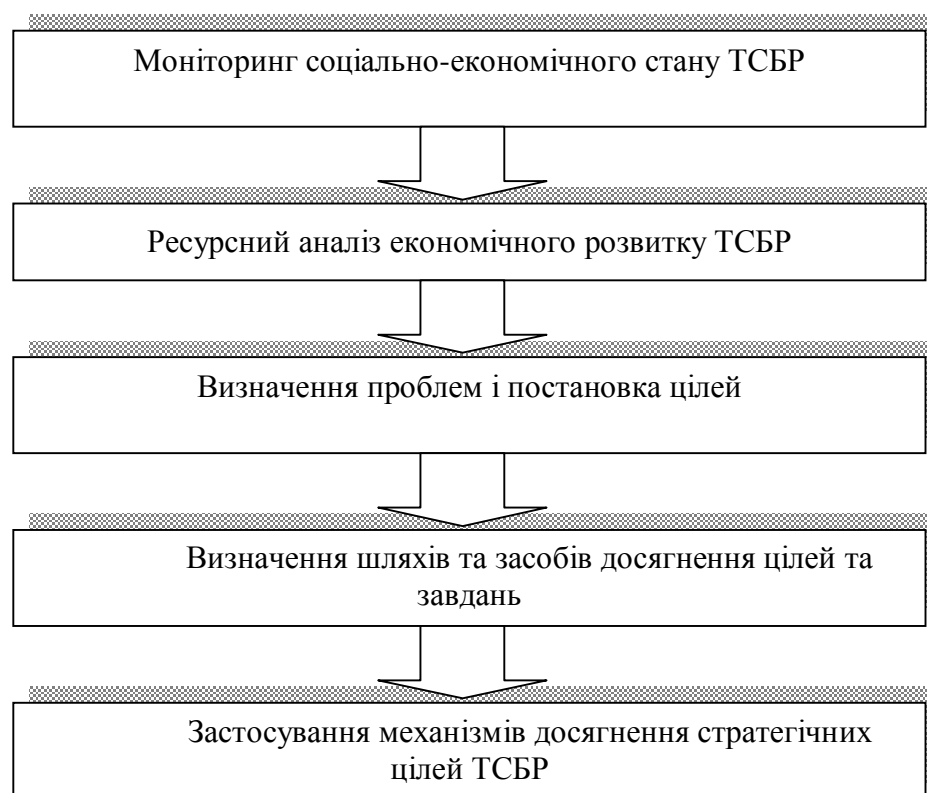 Моніторинг соціально-економічного стану ТСБР
Ресурсний аналіз економічного розвитку ТСБР
Визначення проблем і постановка цілей
Визначення шляхів та засобів досягнення цілей та
завдань
Застосування механізмів досягнення стратегічних
цілей ТСБР